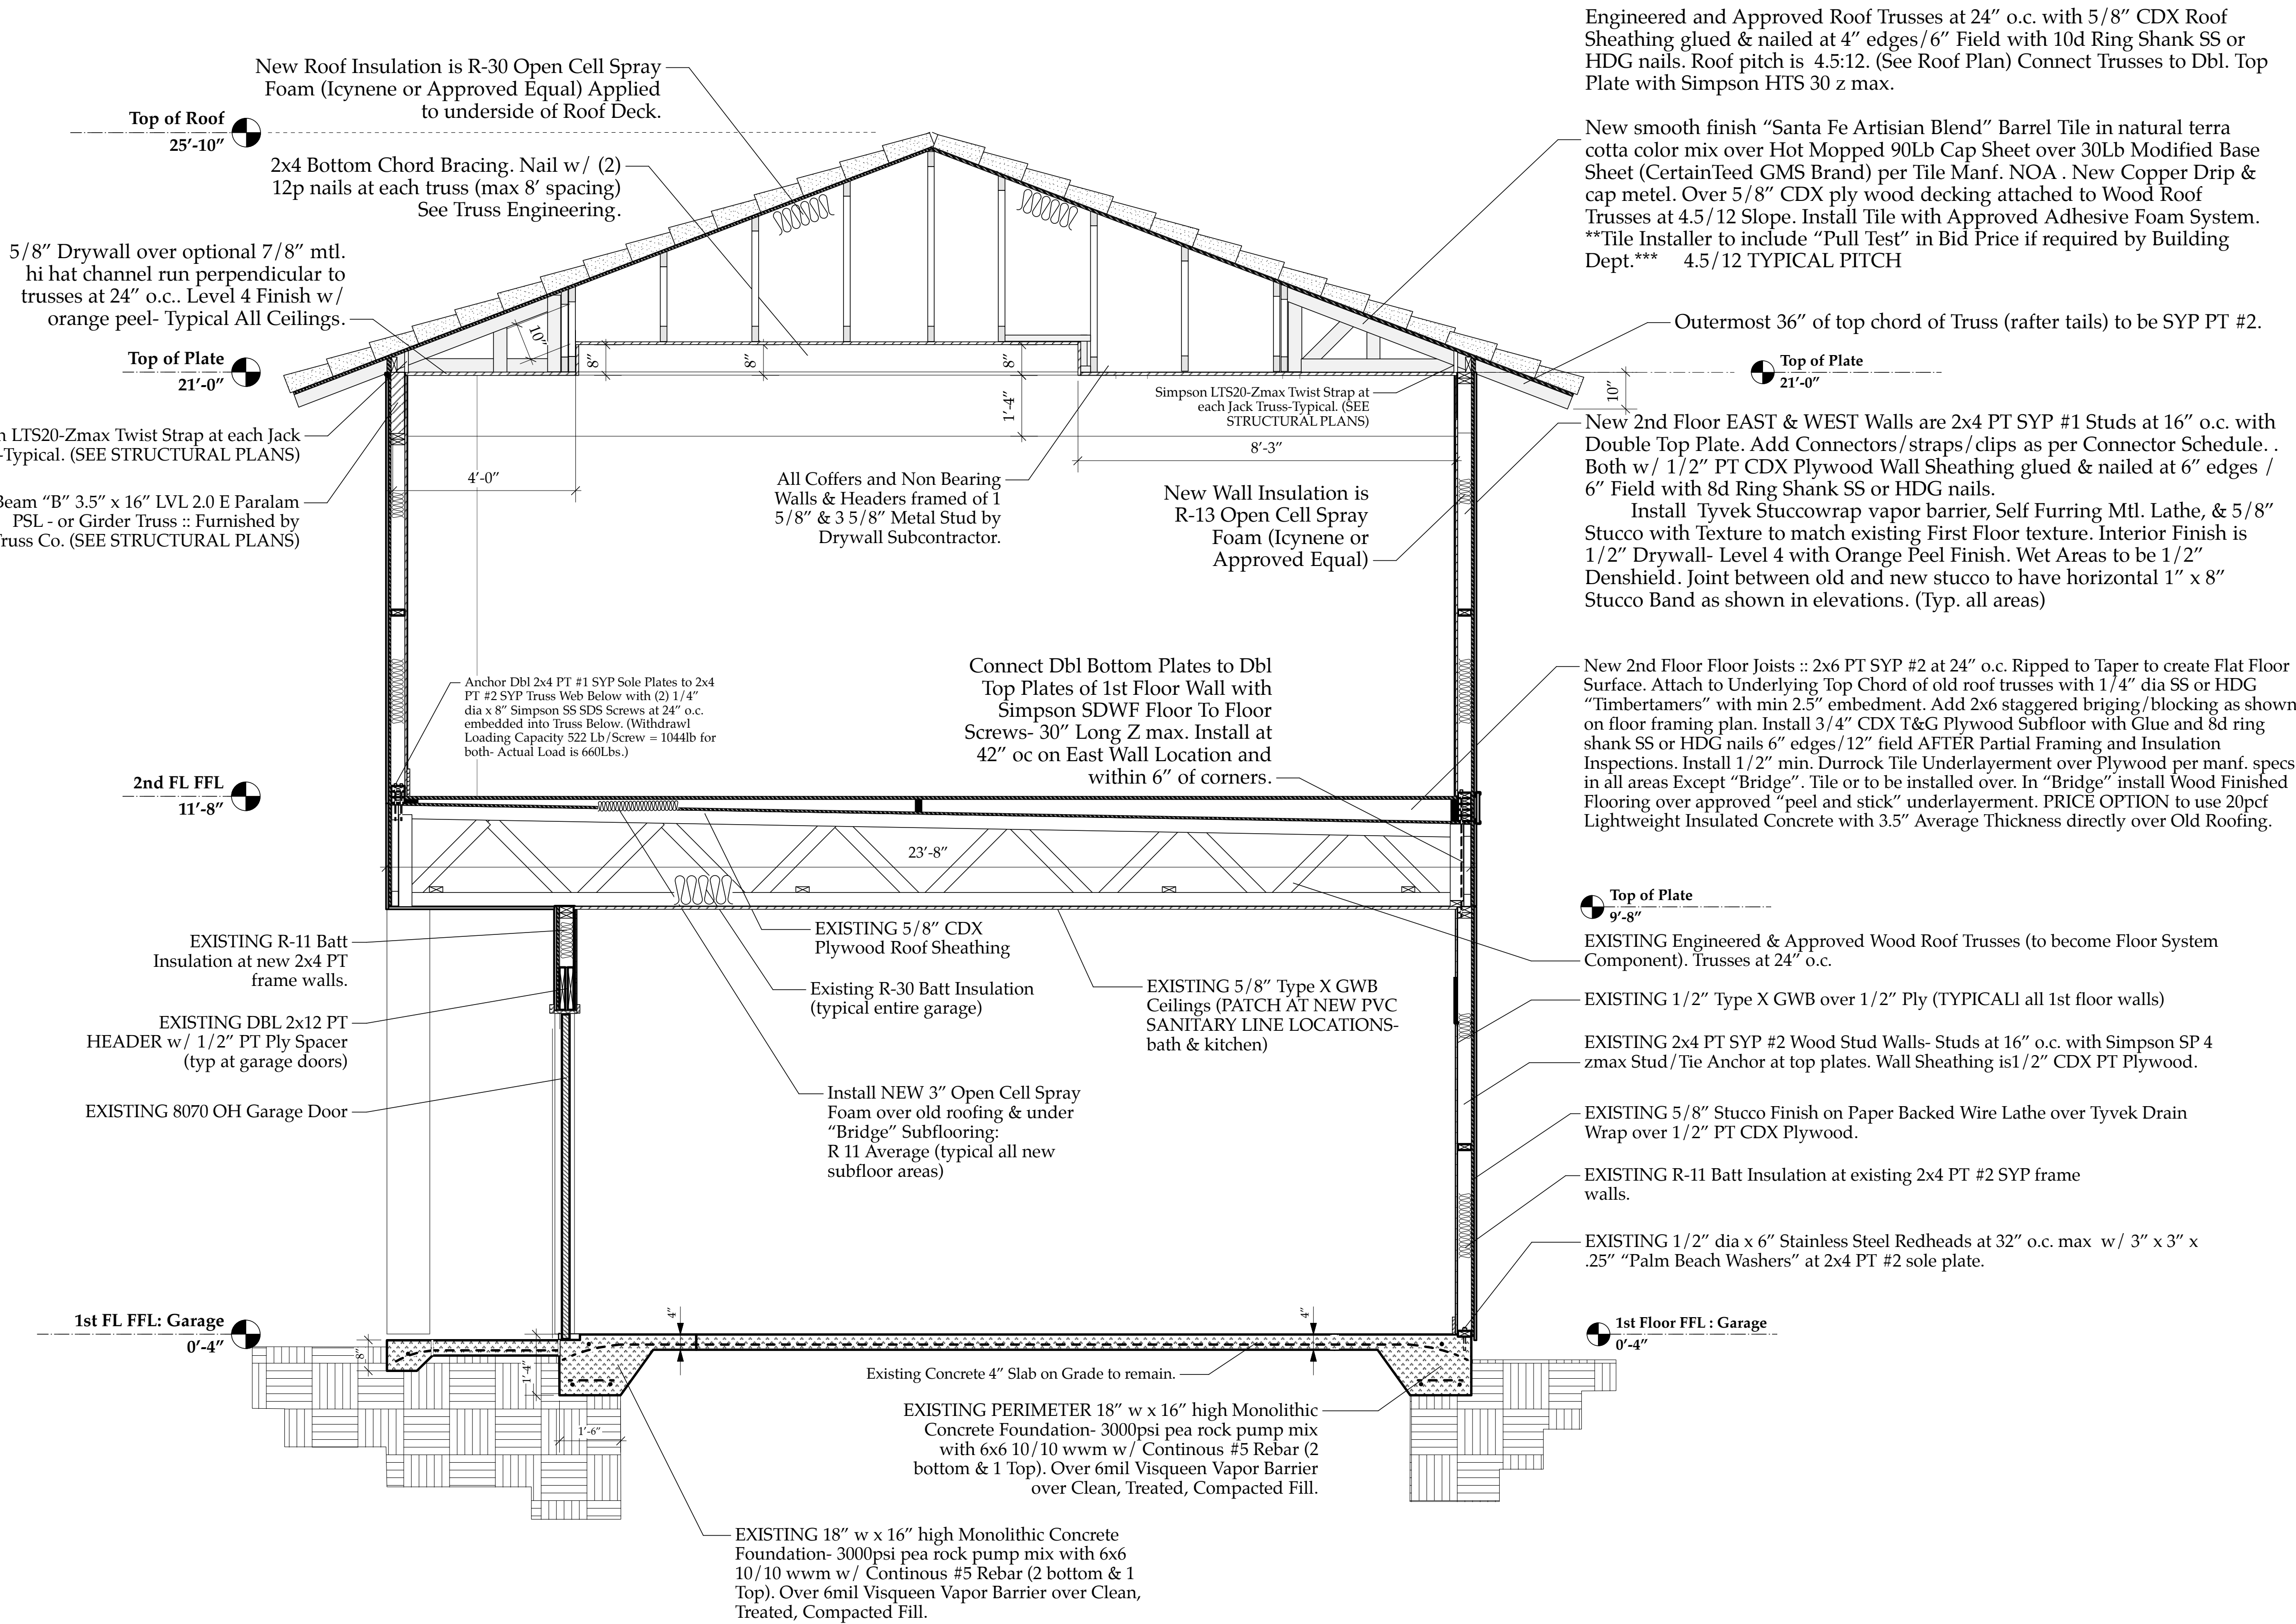 Engineered and Approved Roof Trusses at 24” o.c. with 5/8” CDX Roof
Sheathing glued & nailed at 4” edges/6” Field with 10d Ring Shank SS or
HDG nails. Roof pitch is 4.5:12. (See Roof Plan) Connect Trusses to Dbl. Top
Plate with Simpson HTS 30 z max.
New Roof Insulation is R-30 Open Cell Spray
Foam (Icynene or Approved Equal) Applied
to underside of Roof Deck.
Top of Roof
25’-10”
2x4 Bottom Chord Bracing. Nail w/ (2)
12p nails at each truss (max 8’ spacing)
See Truss Engineering.
New smooth finish “Santa Fe Artisian Blend” Barrel Tile in natural terra
cotta color mix over Hot Mopped 90Lb Cap Sheet over 30Lb Modified Base
Sheet (CertainTeed GMS Brand) per Tile Manf. NOA . New Copper Drip &
cap metel. Over 5/8” CDX ply wood decking attached to Wood Roof
Trusses at 4.5/12 Slope. Install Tile with Approved Adhesive Foam System.
**Tile Installer to include “Pull Test” in Bid Price if required by Building
Dept.*** 4.5/12 TYPICAL PITCH
5/8” Drywall over optional 7/8” mtl.
hi hat channel run perpendicular to
trusses at 24” o.c.. Level 4 Finish w/
orange peel- Typical All Ceilings.
Outermost 36” of top chord of Truss (rafter tails) to be SYP PT #2.
10”
8”
8”
8”
Top of Plate
21’-0”
Top of Plate
21’-0”
10”
1’-4”
Simpson LTS20-Zmax Twist Strap at
each Jack Truss-Typical. (SEE
STRUCTURAL PLANS)
LTS20-Zmax Twist Strap at each Jack
-Typical. (SEE STRUCTURAL PLANS)
New 2nd Floor EAST & WEST Walls are 2x4 PT SYP #1 Studs at 16” o.c. with
Double Top Plate. Add Connectors/straps/clips as per Connector Schedule. .
Both w/ 1/2” PT CDX Plywood Wall Sheathing glued & nailed at 6” edges /
6” Field with 8d Ring Shank SS or HDG nails.
Install Tyvek Stuccowrap vapor barrier, Self Furring Mtl. Lathe, & 5/8”
Stucco with Texture to match existing First Floor texture. Interior Finish is
1/2” Drywall- Level 4 with Orange Peel Finish. Wet Areas to be 1/2”
Denshield. Joint between old and new stucco to have horizontal 1” x 8”
Stucco Band as shown in elevations. (Typ. all areas)
8’-3”
4’-0”
Beam “B” 3.5” x 16” LVL 2.0 E Paralam
PSL - or Girder Truss :: Furnished by
Truss Co. (SEE STRUCTURAL PLANS)
All Coffers and Non Bearing
Walls & Headers framed of 1
5/8” & 3 5/8” Metal Stud by
Drywall Subcontractor.
New Wall Insulation is
R-13 Open Cell Spray
Foam (Icynene or
Approved Equal)
Anchor Dbl 2x4 PT #1 SYP Sole Plates to 2x4
PT #2 SYP Truss Web Below with (2) 1/4”
dia x 8” Simpson SS SDS Screws at 24” o.c.
embedded into Truss Below. (Withdrawl
Loading Capacity 522 Lb/Screw = 1044lb for
both- Actual Load is 660Lbs.)
Connect Dbl Bottom Plates to Dbl
Top Plates of 1st Floor Wall with
Simpson SDWF Floor To Floor
Screws- 30” Long Z max. Install at
42” oc on East Wall Location and
within 6” of corners.
New 2nd Floor Floor Joists :: 2x6 PT SYP #2 at 24” o.c. Ripped to Taper to create Flat Floor
Surface. Attach to Underlying Top Chord of old roof trusses with 1/4” dia SS or HDG
“Timbertamers” with min 2.5” embedment. Add 2x6 staggered briging/blocking as shown
on floor framing plan. Install 3/4” CDX T&G Plywood Subfloor with Glue and 8d ring
shank SS or HDG nails 6” edges/12” field AFTER Partial Framing and Insulation
Inspections. Install 1/2” min. Durrock Tile Underlayerment over Plywood per manf. specs
in all areas Except “Bridge”. Tile or to be installed over. In “Bridge” install Wood Finished
Flooring over approved “peel and stick” underlayerment. PRICE OPTION to use 20pcf
Lightweight Insulated Concrete with 3.5” Average Thickness directly over Old Roofing.
2nd FL FFL
11’-8”
23’-8”
Top of Plate
9’-8”
EXISTING R-11 Batt
Insulation at new 2x4 PT
frame walls.
EXISTING 5/8” CDX
Plywood Roof Sheathing
EXISTING Engineered & Approved Wood Roof Trusses (to become Floor System
Component). Trusses at 24” o.c.
Existing R-30 Batt Insulation
(typical entire garage)
EXISTING 5/8” Type X GWB
Ceilings (PATCH AT NEW PVC
SANITARY LINE LOCATIONS-
bath & kitchen)
EXISTING 1/2” Type X GWB over 1/2” Ply (TYPICALl all 1st floor walls)
EXISTING DBL 2x12 PT
HEADER w/ 1/2” PT Ply Spacer
(typ at garage doors)
EXISTING 2x4 PT SYP #2 Wood Stud Walls- Studs at 16” o.c. with Simpson SP 4
zmax Stud/Tie Anchor at top plates. Wall Sheathing is1/2” CDX PT Plywood.
EXISTING 8070 OH Garage Door
Install NEW 3” Open Cell Spray
Foam over old roofing & under
“Bridge” Subflooring:
R 11 Average (typical all new
subfloor areas)
EXISTING 5/8” Stucco Finish on Paper Backed Wire Lathe over Tyvek Drain
Wrap over 1/2” PT CDX Plywood.
EXISTING R-11 Batt Insulation at existing 2x4 PT #2 SYP frame
walls.
EXISTING 1/2” dia x 6” Stainless Steel Redheads at 32” o.c. max w/ 3” x 3” x
.25” “Palm Beach Washers” at 2x4 PT #2 sole plate.
1st FL FFL: Garage
0’-4”
4”
4”
1st Floor FFL : Garage
0’-4”
8”
1’-4”
Existing Concrete 4” Slab on Grade to remain.
1’-6”
EXISTING PERIMETER 18” w x 16” high Monolithic
Concrete Foundation- 3000psi pea rock pump mix
with 6x6 10/10 wwm w/ Continous #5 Rebar (2
bottom & 1 Top). Over 6mil Visqueen Vapor Barrier
over Clean, Treated, Compacted Fill.
EXISTING 18” w x 16” high Monolithic Concrete
Foundation- 3000psi pea rock pump mix with 6x6
10/10 wwm w/ Continous #5 Rebar (2 bottom & 1
Top). Over 6mil Visqueen Vapor Barrier over Clean,
Treated, Compacted Fill.